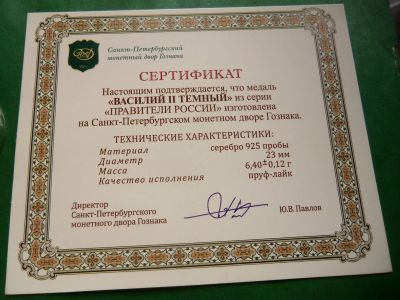 Санкт-Петербургский
монетный двор Гознака
СЕРТИФИКАТ
Настоящим подтверждается, что медаль
«ВАСИЛИЙ II ТЕМНЫЙ» из серии
«ПРАВИТЕЛИ РОССИИ» изготовлена
на Санкт-Петербургском монетном дворе Гознака.
ТЕХНИЧЕСКИЕ ХАРАКТЕРИСТИКИ:
Материал серебро 925 пробы
Диаметр 23 мм
Масса 6,40±0,12 г
Качество исполнения пруф-лайк
Директор
Санкт-Петербургского
монетного двора Гознака Ю.В. Павлов